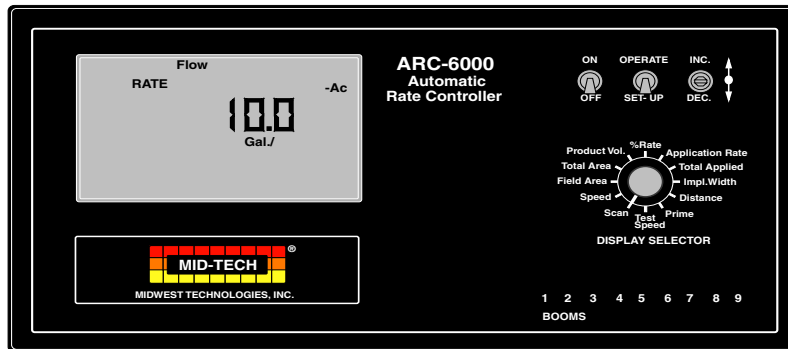 Flow
RATE -Ac
10.0
Gal./
ARC-6000
Automatic
Rate Controller
ON OPERATE INC.
OFF SET- UP DEC.
%Rate
Product Vol. Application Rate
Total Area Total Applied
Field Area Impl.Width
Speed Distance
Scan Test Prime
Speed
DISPLAY SELECTOR
MID-TECH ®
MIDWEST TECHNOLOGIES, INC.
1 2 3 4 5 6 7 8 9
BOOMS